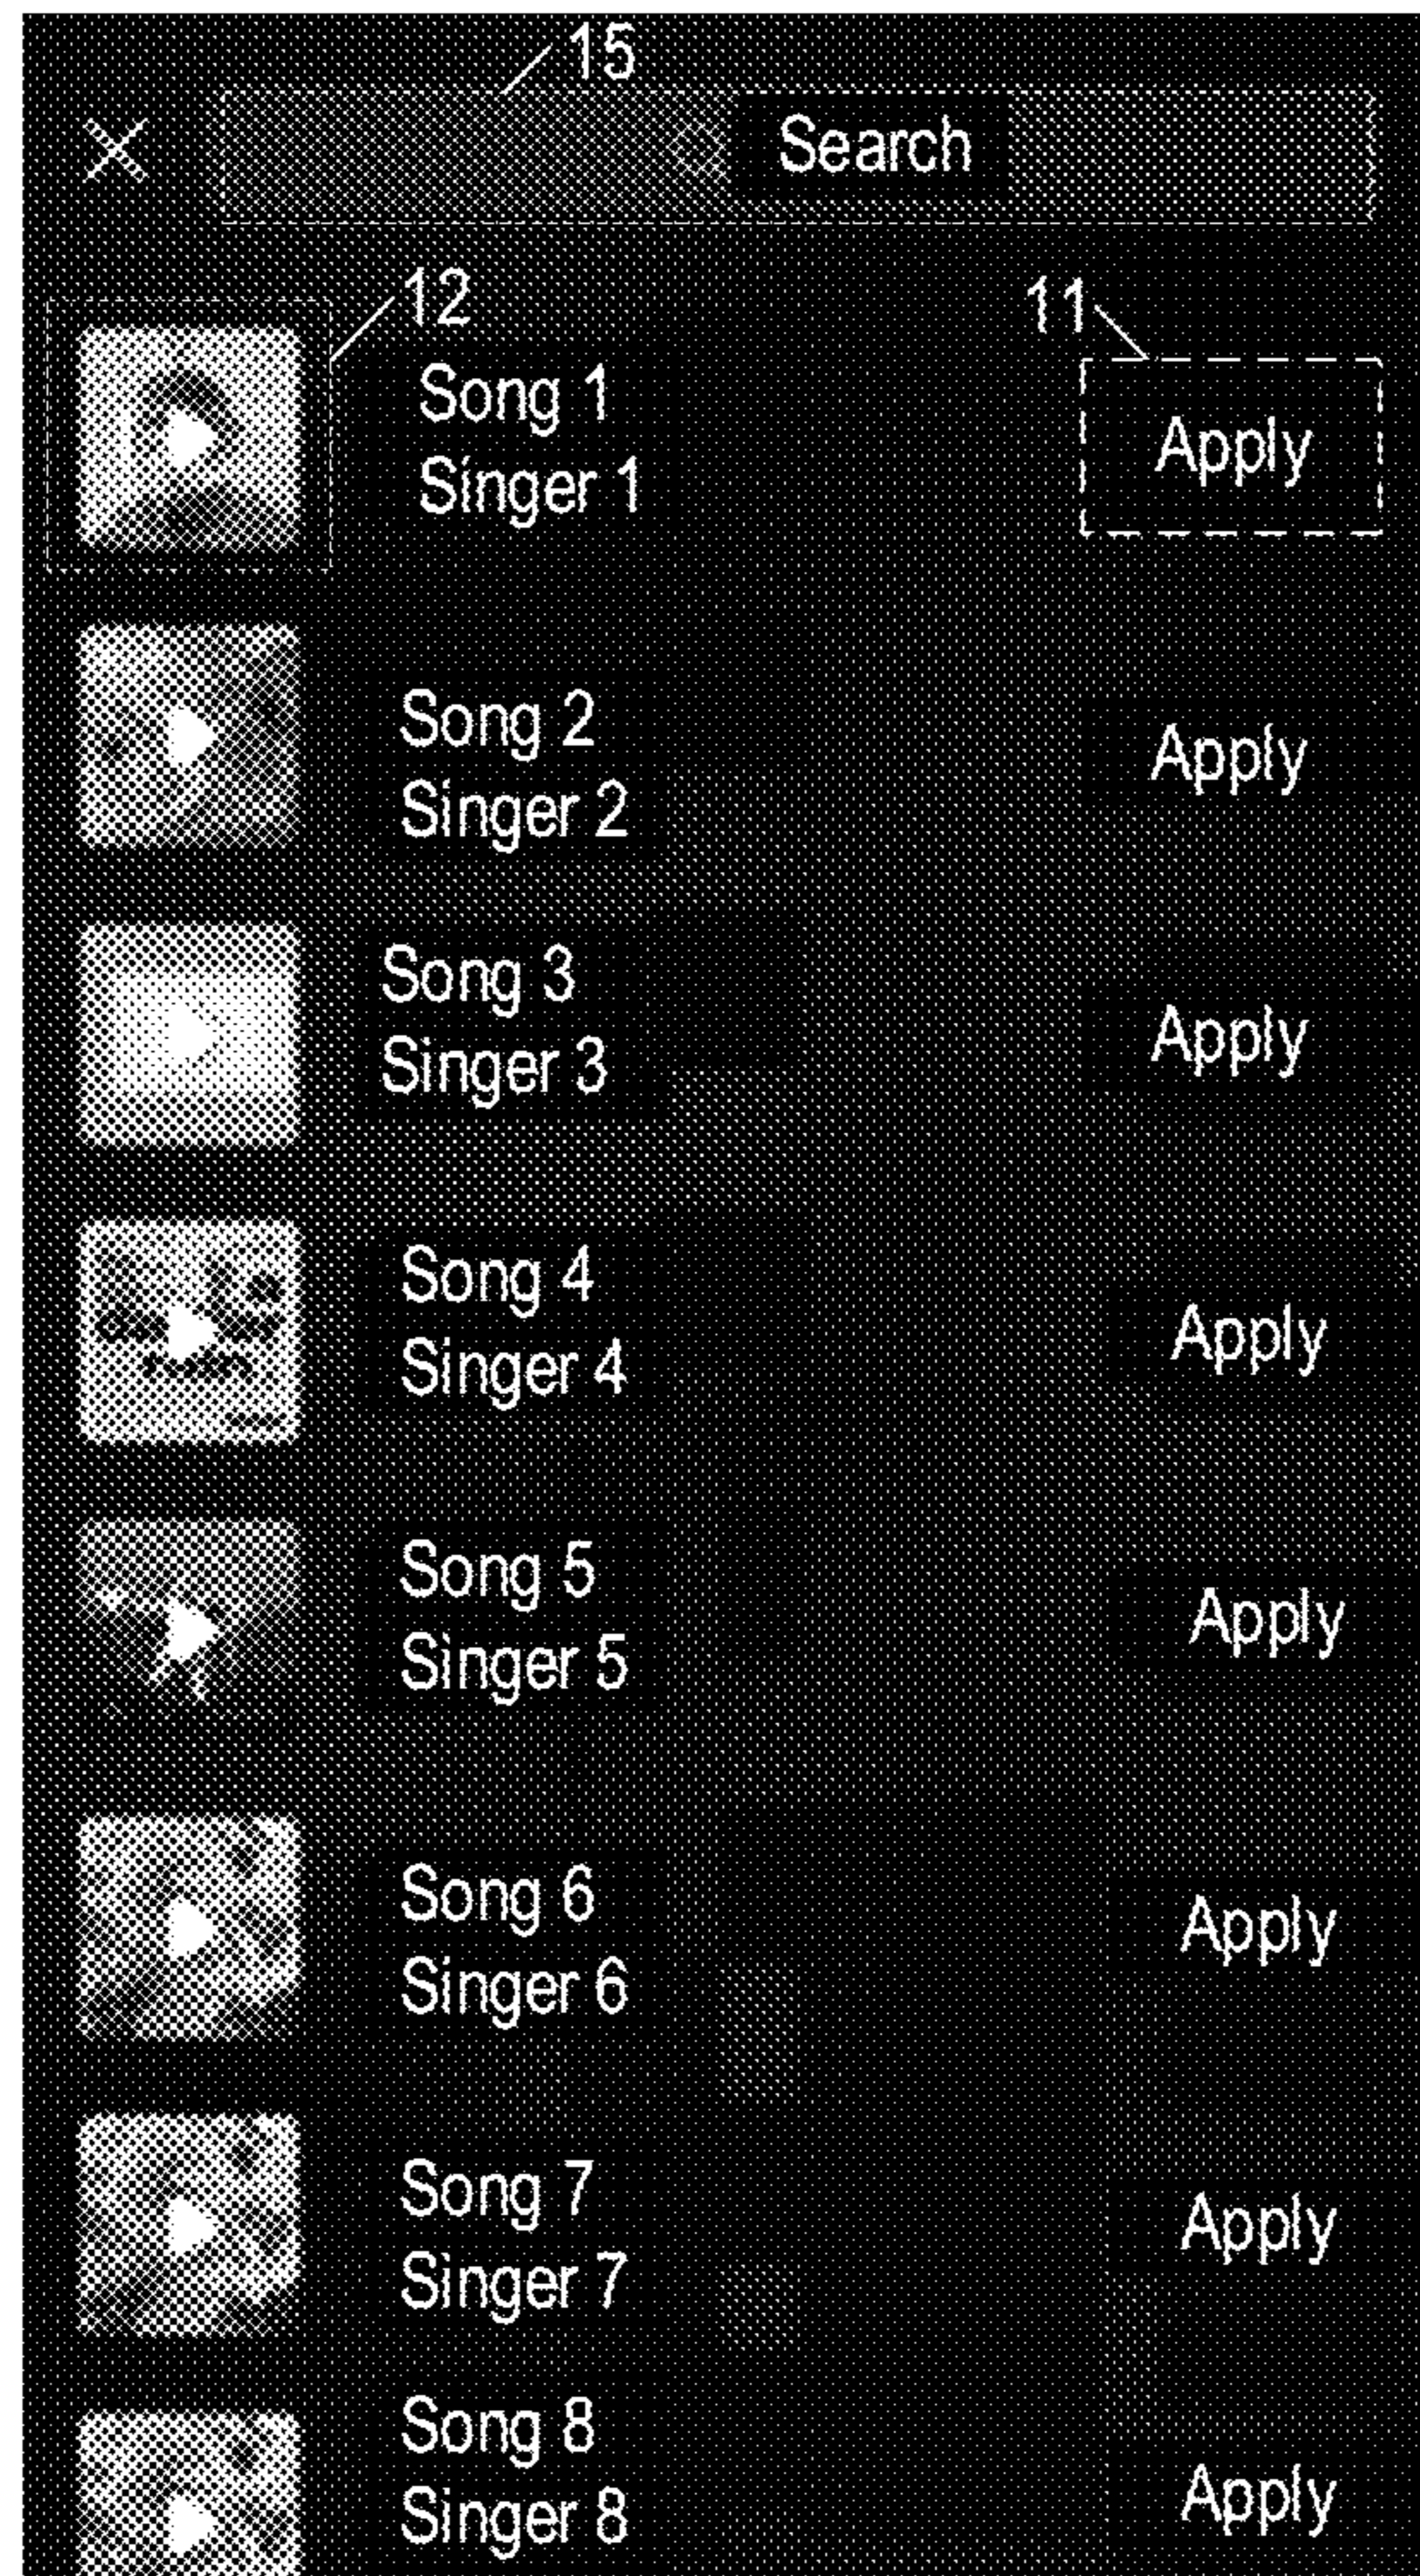 15
Search
12
11
Song 1
Singer 1
Apply
Song 2
Singer 2
Apply
Song 3
Singer 3
Apply
Song 4
Singer 4
Apply
Song 5
Singer 5
Apply
Song 6
Singer 6
Apply
Song 7
Singer 7
Apply
Song 8
Singer 8
Apply